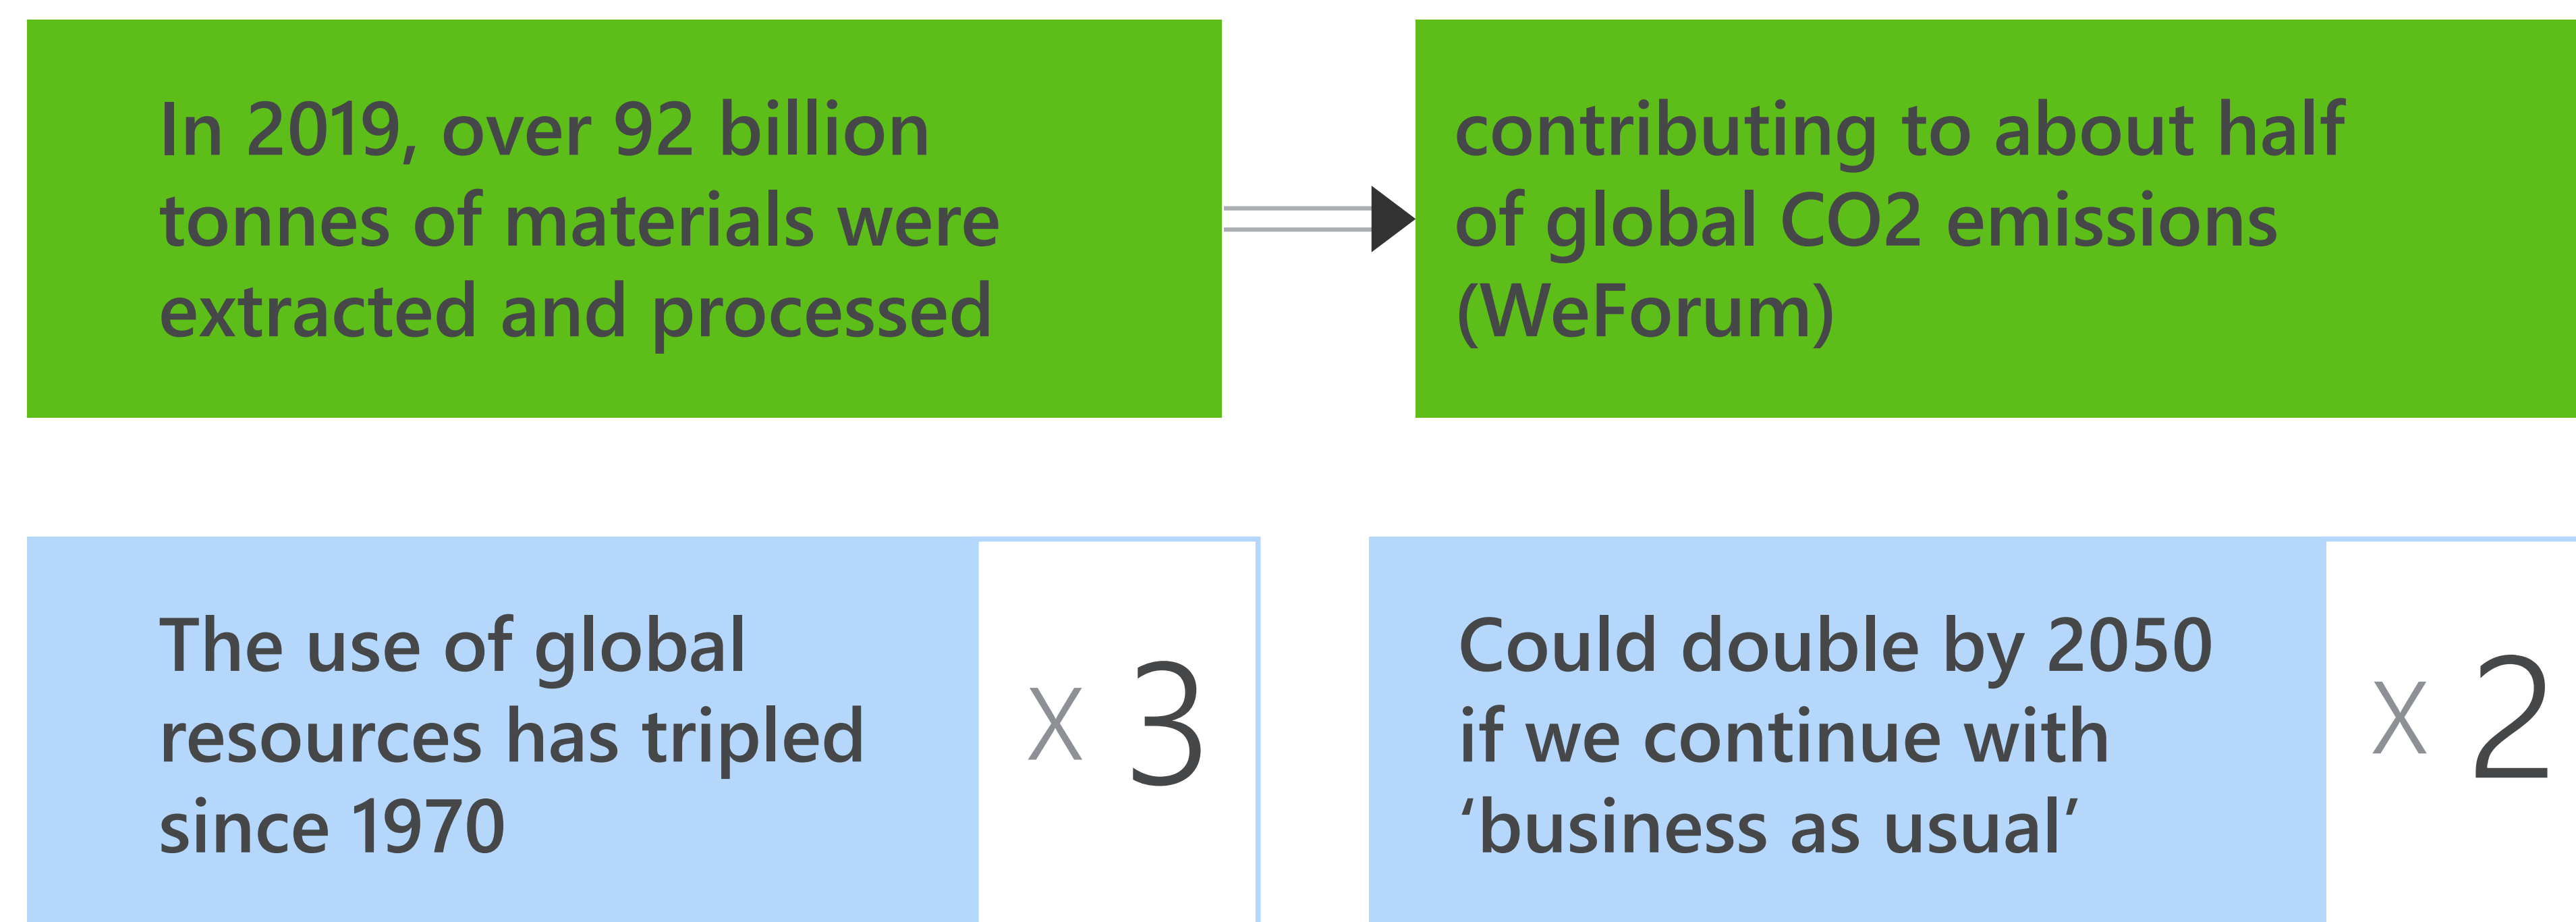 In 2019, over 92 billion
tonnes of materials were
extracted and processed
contributing to about half
of global CO2 emissions
(WeForum)
The use of global
resources has tripled
since 1970
x 3
Could double by 2050
if we continue with
‘business as usual’
x 2